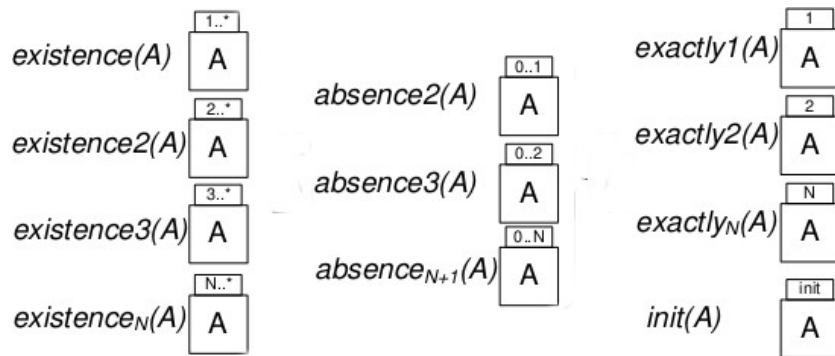 existence(A)
1..*
A
existence2(A)
2..*
A
existence3(A)
3..*
A
existenceN(A)
N..*
A
absence2(A)
0..1
A
absence3(A)
0..2
A
absenceN+1(A)
0..N
A
exactly1(A)
1
A
exactly2(A)
2
A
exactlyN(A)
N
A
init(A)
init
A